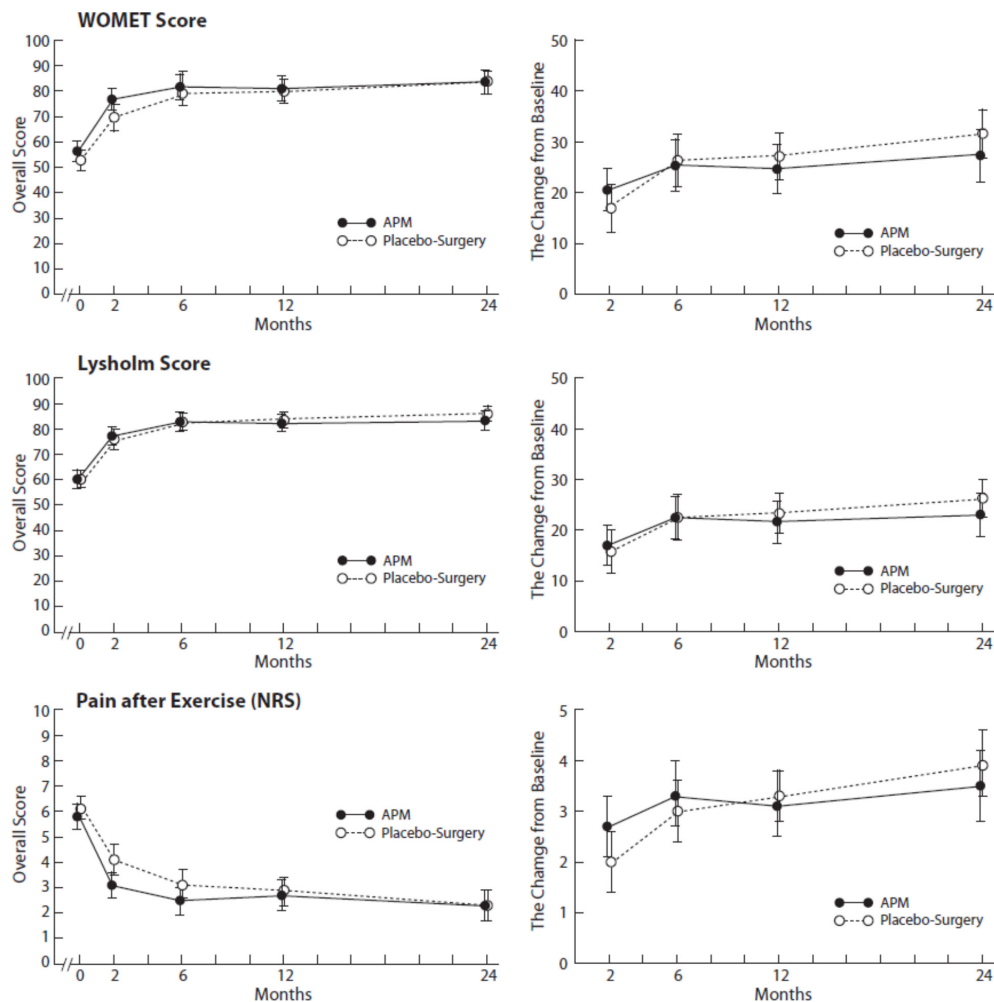 WOMET Score
Overall Score
100
90
80
70
60
50
40
30
20
10
0
APM
Placebo-Surgery
0 2 6 12 24
Months
The Chamge from Baseline
50
40
30
20
10
0
APM
Placebo-Surgery
2 6 12 24
Months
Lysholm Score
Overall Score
100
90
80
70
60
50
40
30
20
10
0
APM
Placebo-Surgery
0 2 6 12 24
Months
The Chamge from Baseline
50
40
30
20
10
0
APM
Placebo-Surgery
2 6 12 24
Months
Pain after Exercise (NRS)
Overall Score
10
9
8
7
6
5
4
3
2
1
0
APM
Placebo-Surgery
0 2 6 12 24
Months
The Chamge from Baseline
5
4
3
2
1
0
APM
Placebo-Surgery
2 6 12 24
Months